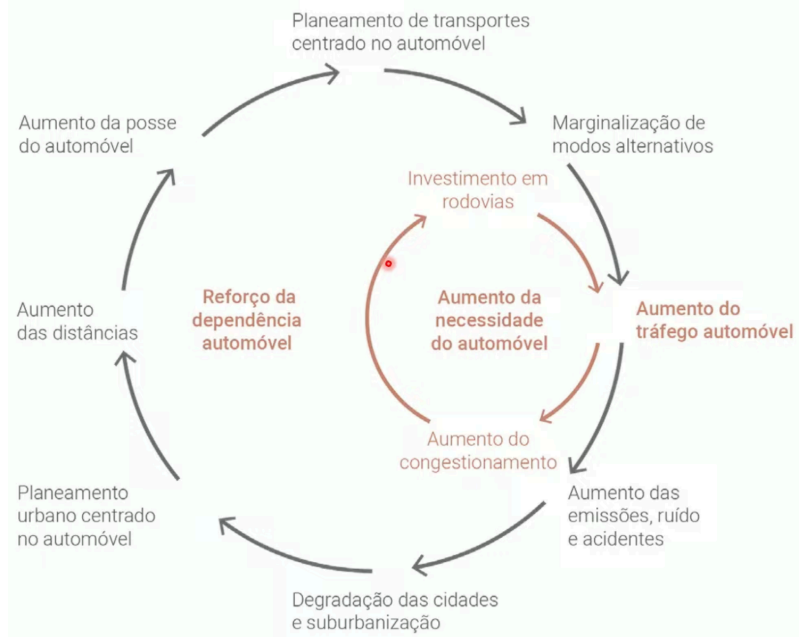 Planeamento de transportes
centrado no automóvel
Aumento da posse
do automóvel
Marginalização de
modos alternativos
Investimento em
rodovias
Aumento
das distâncias
Reforço da
dependência
automóvel
Aumento da
necessidade
do automóvel
Aumento do
tráfego automóvel
Aumento do
congestionamento
Planeamento
urbano centrado
no automóvel
Aumento das
emissões, ruído
e acidentes
Degradação das cidades
e suburbanização